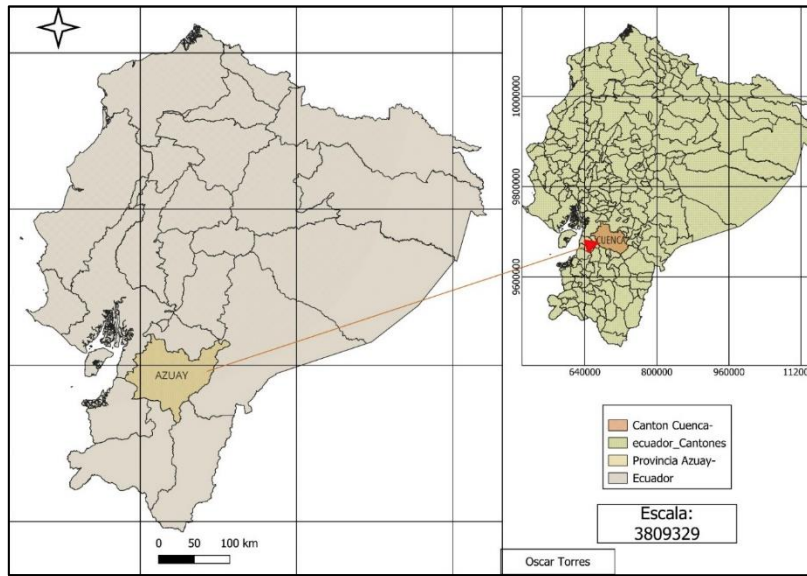 AZUAY
0 50 100 km
10000000
9800000
9600000
CUENCA
640000 800000 960000
Canton Cuenca-
ecuador_Cantones
Provincia Azuay-
Ecuador
Escala:
3809329
Oscar Torres